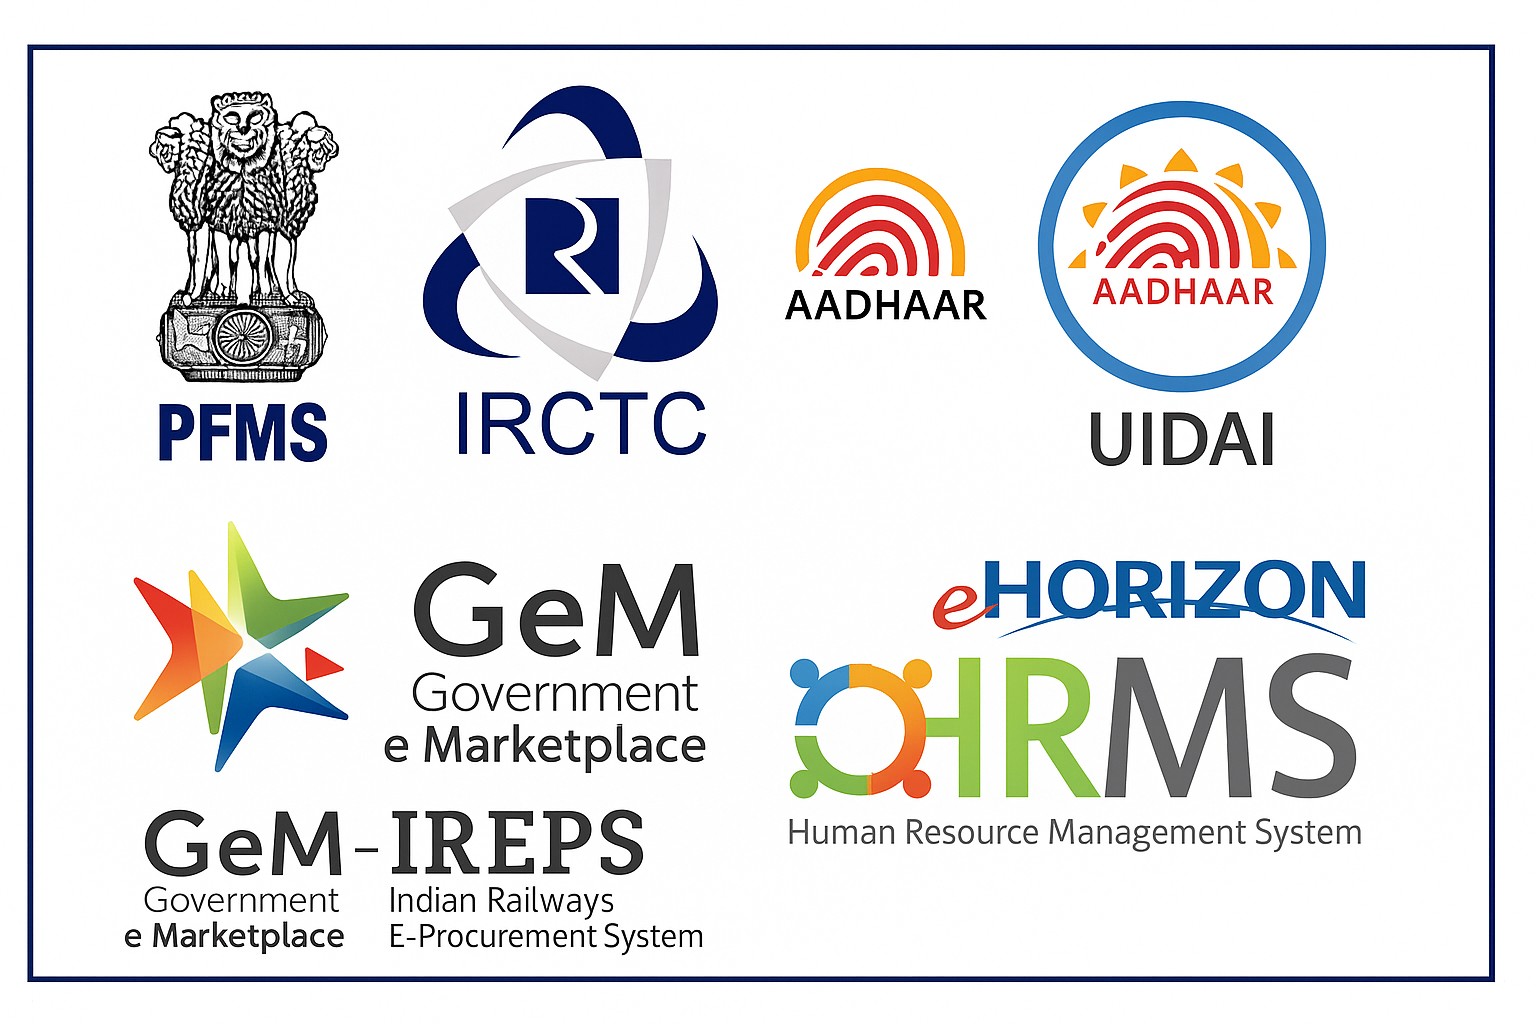 PFMS
IRCTC
AADHAAR
AADHAAR
UIDAI
GeM
Government
e Marketplace
GeM-IREPS
Government
e Marketplace
Indian Railways
E-Procurement System
eHORIZON
HRMS
Human Resource Management System